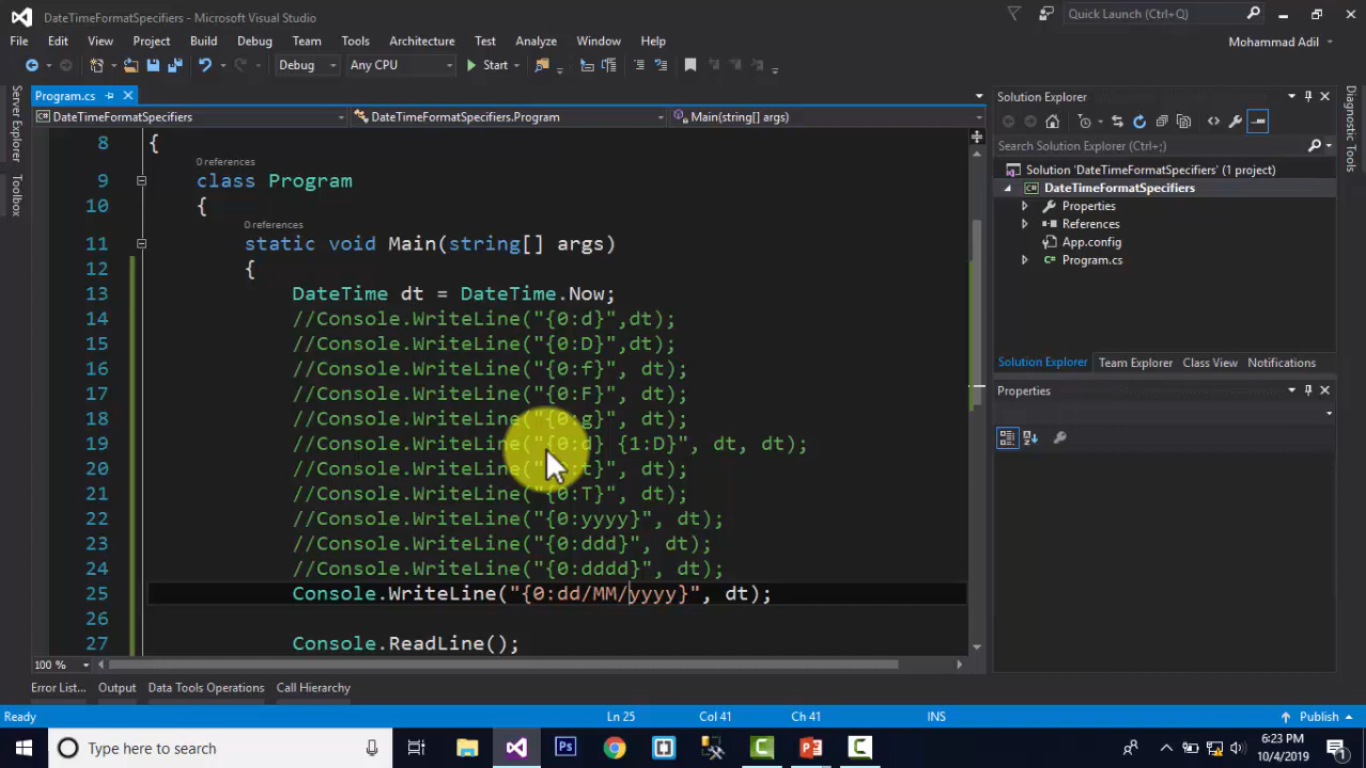 DateTimeFormatSpecifiers - Microsoft Visual Studio
Quick Launch (Ctrl+;)
File Edit View Project Build Debug Team Tools Architecture Test Analyze Window Help
Mohammad Adil
Debug Any CPU Start
Server Explorer
Toolbox
Program.cs
DateTimeFormatSpecifiers DateTimeFormatSpecifiers.Program Main(string[] args)
8 {
0 references
9 class Program
10 {
0 references
11 static void Main(string[] args)
12 {
13 DateTime dt = DateTime.Now;
14 //Console.WriteLine("{0:d}",dt);
15 //Console.WriteLine("{0:D}",dt);
16 //Console.WriteLine("{0:f}", dt);
17 //Console.WriteLine("{0:F}", dt);
18 //Console.WriteLine("{0:g}", dt);
19 //Console.WriteLine("{0:d} {1:D}", dt, dt);
20 //Console.WriteLine("{0:t}", dt);
21 //Console.WriteLine("{0:T}", dt);
22 //Console.WriteLine("{0:yyyy}", dt);
23 //Console.WriteLine("{0:ddd}", dt);
24 //Console.WriteLine("{0:dddd}", dt);
25 Console.WriteLine("{0:dd/MM/yyyy}", dt);
26
27 Console.ReadLine();
100 %
Solution Explorer
Search Solution Explorer (Ctrl+;)
Solution 'DateTimeFormatSpecifiers' (1 project)
DateTimeFormatSpecifiers
Properties
References
App.config
C# Program.cs
Solution Explorer Team Explorer Class View Notifications
Properties
Diagnostic Tools
Error List... Output Data Tools Operations Call Hierarchy
Ready Ln 25 Col 41 Ch 41 INS Publish
Type here to search
Ps
6:23 PM
10/4/2019